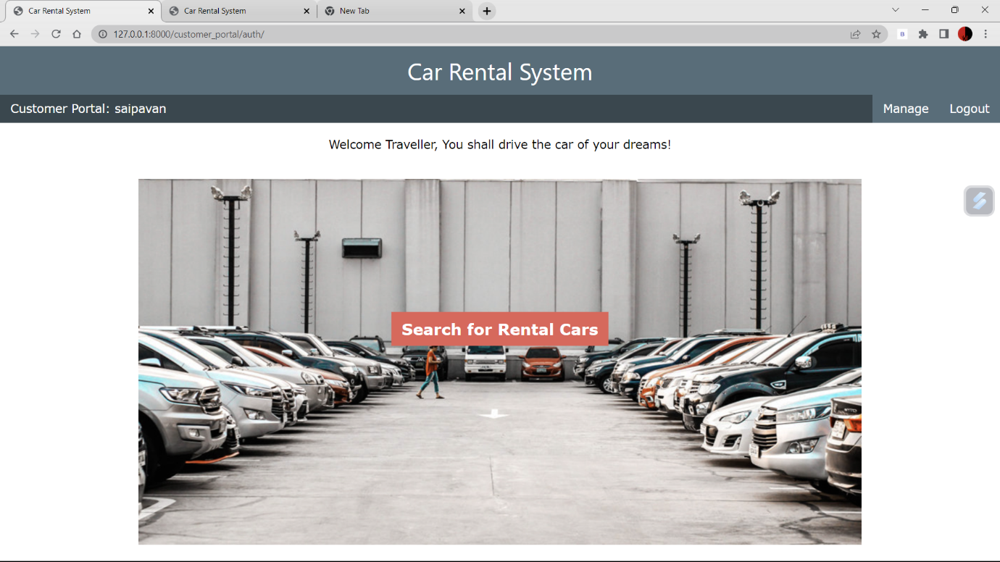 Car Rental System
Car Rental System
New Tab
127.0.0.1:8000/customer_portal/auth/
B
Car Rental System
Customer Portal: saipavan
Manage
Logout
Welcome Traveller, You shall drive the car of your dreams!
Search for Rental Cars